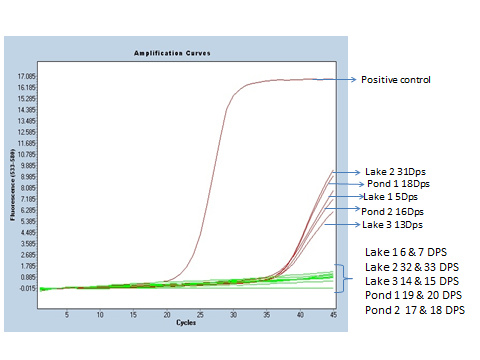 Amplification Curves
17.085
16.185
15.285
14.385
13.485
12.585
11.685
10.785
9.885
8.985
8.085
7.185
6.285
5.385
4.485
3.585
2.685
1.785
0.885
-0.015
Fluorescence (533-580)
5 10 15 20 25 30 35 40 45
Cycles
Positive control
Lake 2 31Dps
Pond 1 18Dps
Lake 1 5Dps
Pond 2 16Dps
Lake 3 13Dps
Lake 1 6 & 7 DPS
Lake 2 32 & 33 DPS
Lake 3 14 & 15 DPS
Pond 1 19 & 20 DPS
Pond 2 17 & 18 DPS